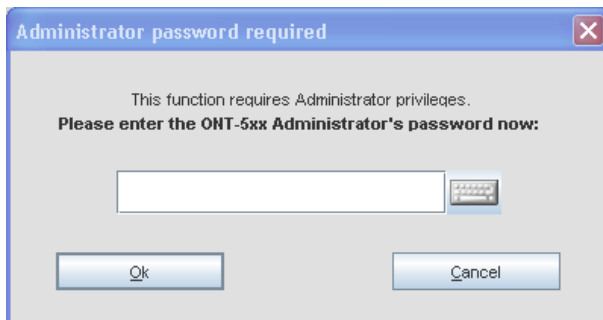 Administrator password required
This function requires Administrator privileges.
Please enter the ONT-5xx Administrator's password now:
Ok
Cancel